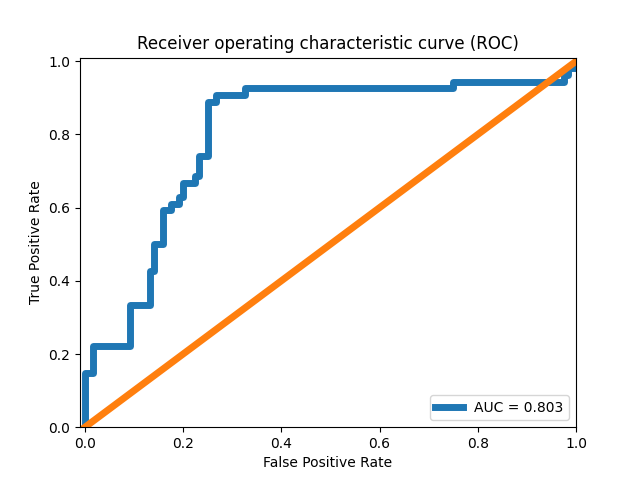 Receiver operating characteristic curve (ROC)
True Positive Rate
1.0
0.8
0.6
0.4
0.2
0.0
0.0 0.2 0.4 0.6 0.8 1.0
False Positive Rate
AUC = 0.803